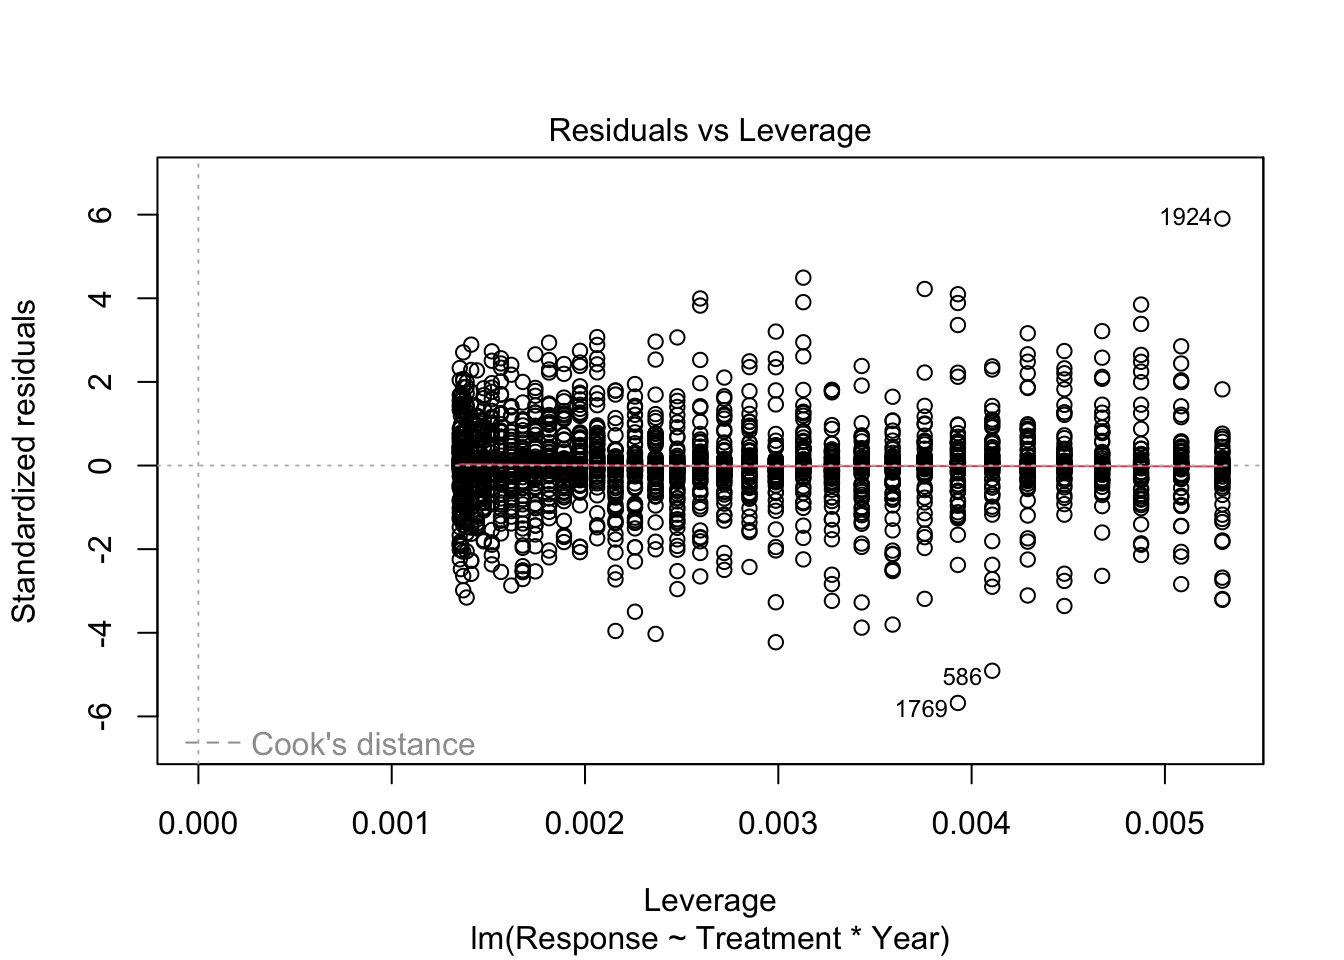 Residuals vs Leverage
Standardized residuals
6
4
2
0
-2
-4
-6
1924
586
1769
Cook's distance
0.000 0.001 0.002 0.003 0.004 0.005
Leverage
lm(Response ~ Treatment * Year)